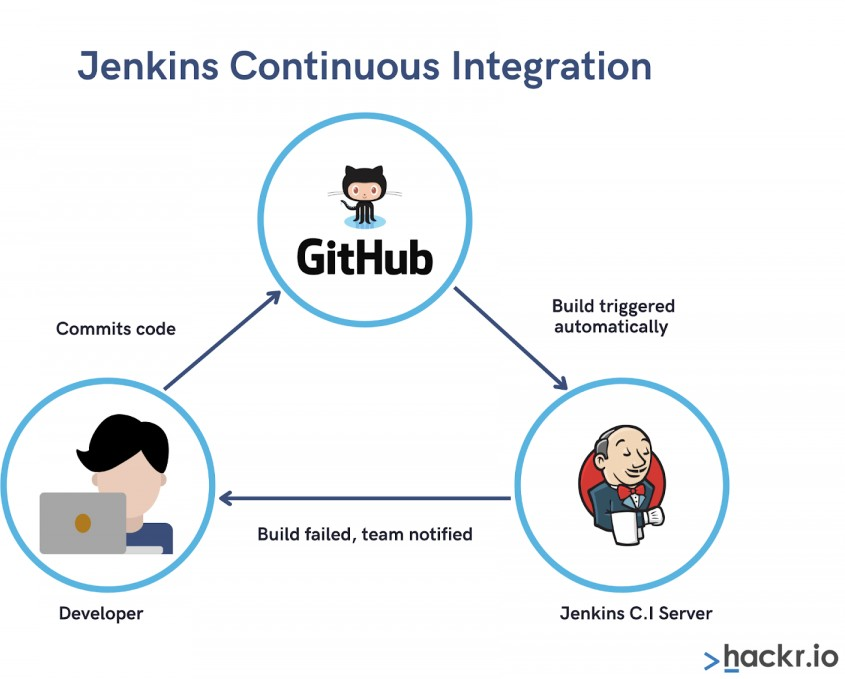 Jenkins Continuous Integration
GitHub
Build triggered
automatically
Commits code
Build failed, team notified
Developer
Jenkins C.I Server
>hackr.io